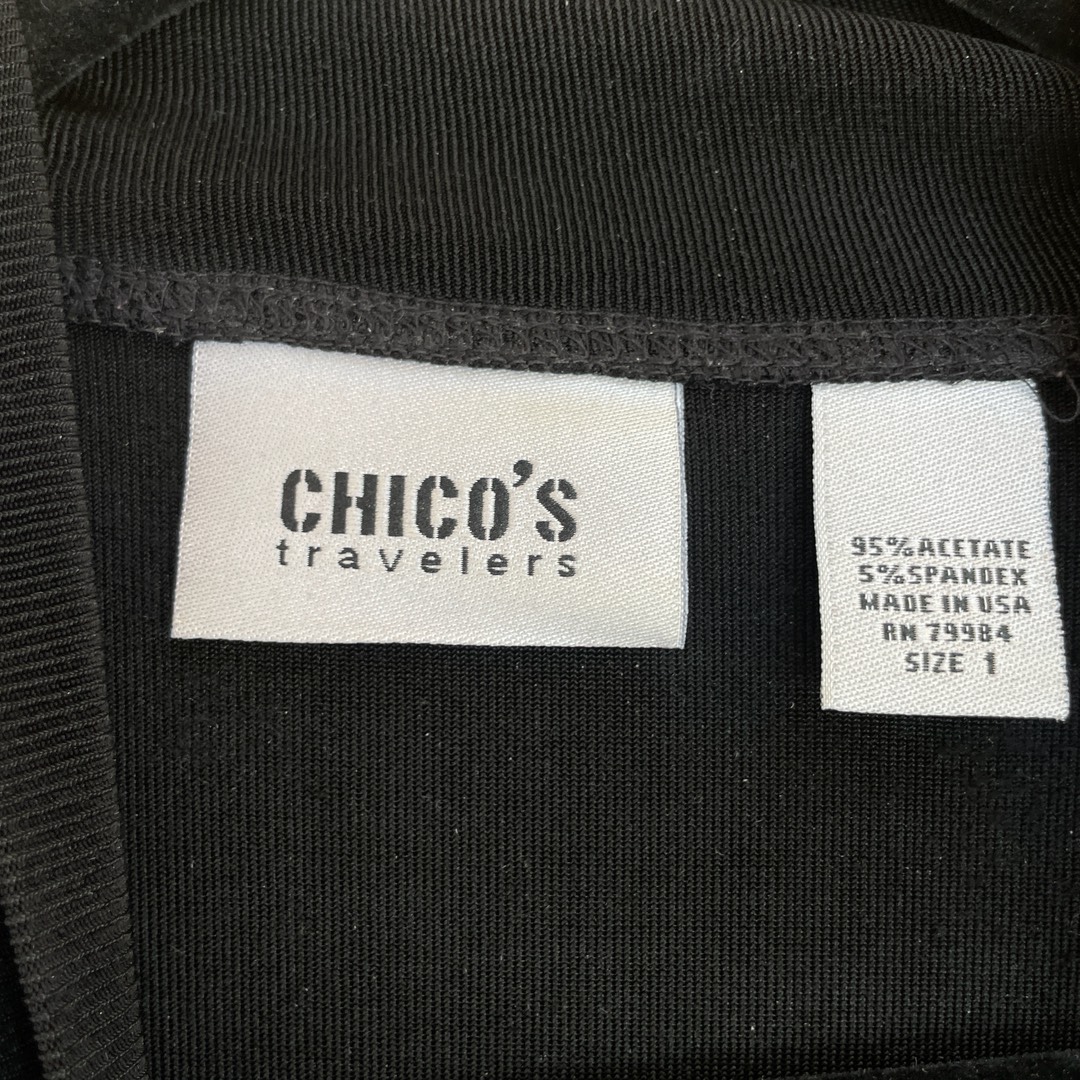 CHICO'S
travelers
95% ACETATE
5% SPANDEX
MADE IN USA
RN 79984
SIZE 1